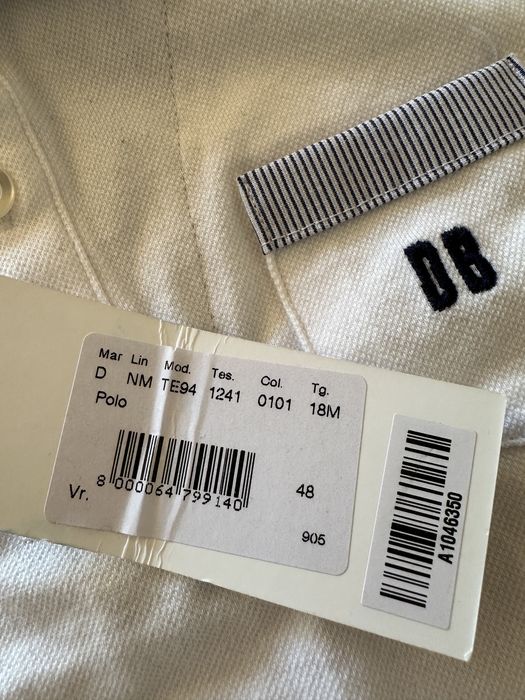 DB
Mar Lin Mod. Tes. Col. Tg.
D NM TE94 1241 0101 18M
Polo
Vr. 8 000064 799140 48
905
A1046350